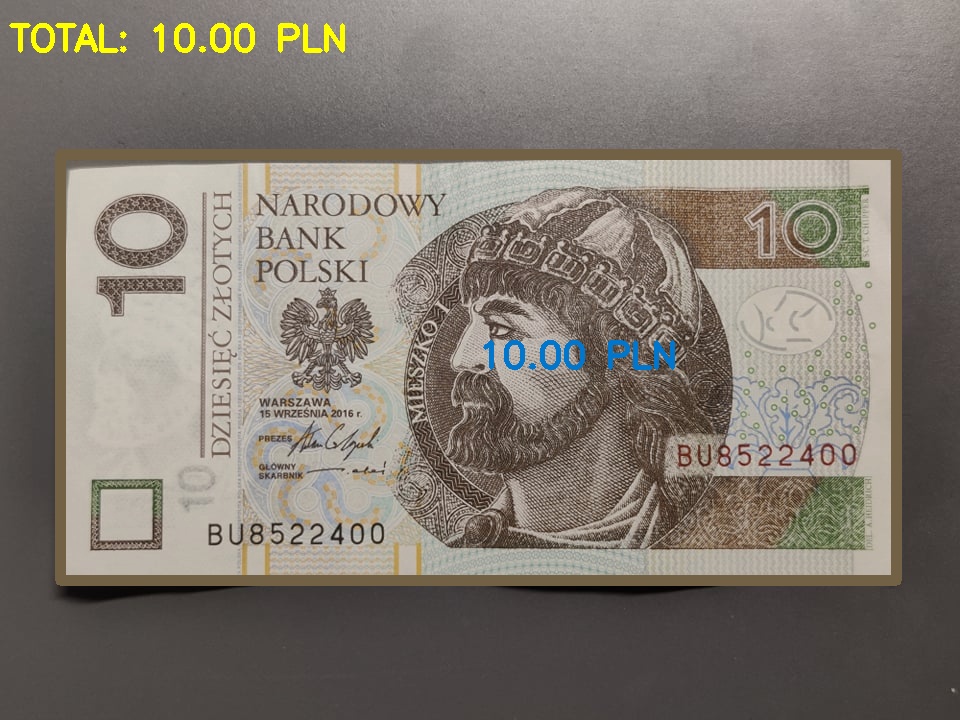 TOTAL: 10.00 PLN
10
DZIESIĘĆ ZŁOTYCH
NARODOWY
BANK
POLSKI
10
MIESZKO I
10.00 PLN
WARSZAWA
15 WRZEŚNIA 2016 r.
PREZES
GŁÓWNY
SKARBNIK
10
BU8522400
BU8522400